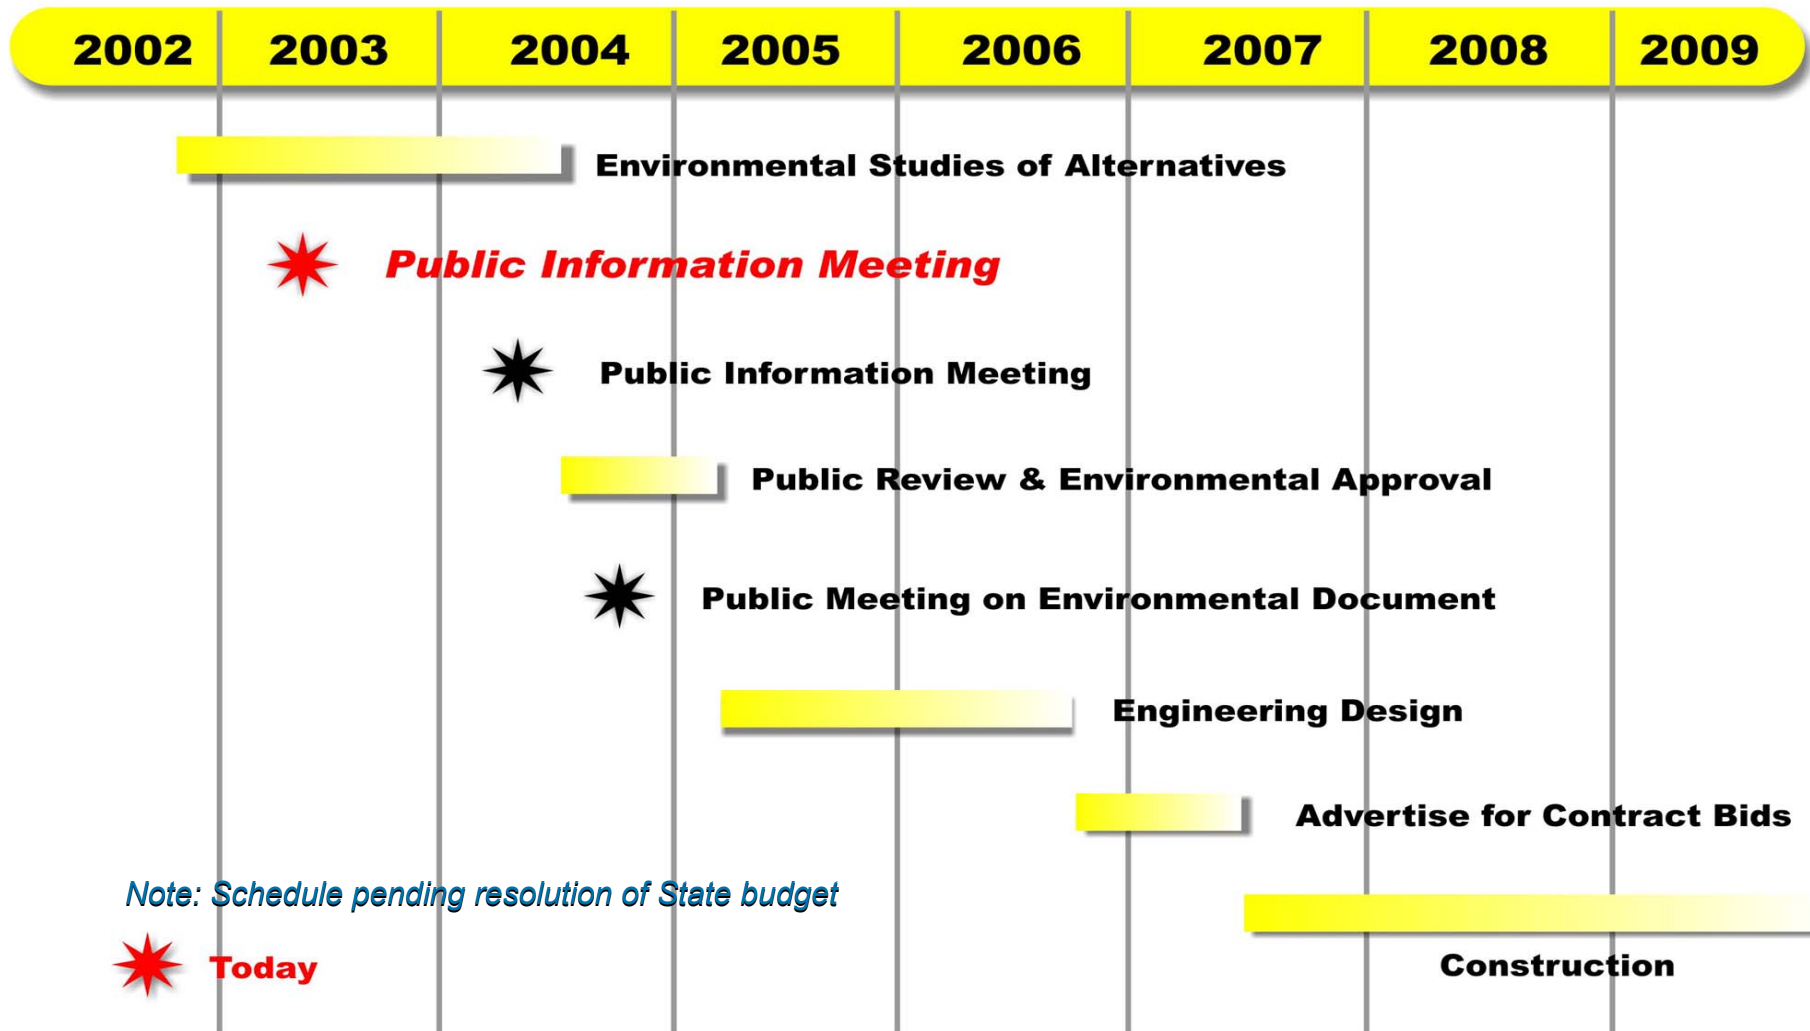 2002 2003 2004 2005 2006 2007 2008 2009
Environmental Studies of Alternatives
Public Information Meeting
Public Information Meeting
Public Review & Environmental Approval
Public Meeting on Environmental Document
Engineering Design
Advertise for Contract Bids
Note: Schedule pending resolution of State budget
Construction
Today